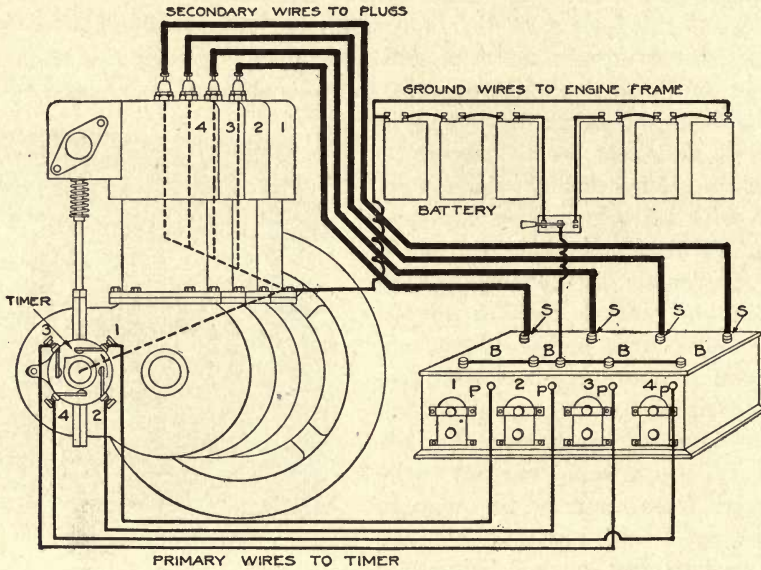 SECONDARY WIRES TO PLUGS
GROUND WIRES TO ENGINE FRAME
4 3 2 1
BATTERY
TIMER
3 1
S S S S
B B B B
1 P 2 P 3 P 4 P
4 2
PRIMARY WIRES TO TIMER